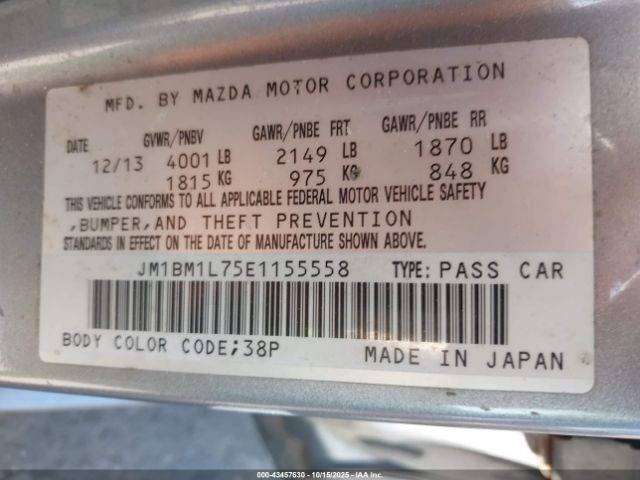 MFD. BY MAZDA MOTOR CORPORATION
DATE GVWR/PNBV GAWR/PNBE FRT GAWR/PNBE RR
12/13 4001 LB 2149 LB 1870 LB
1815 KG 975 KG 848 KG
THIS VEHICLE CONFORMS TO ALL APPLICABLE FEDERAL MOTOR VEHICLE SAFETY
,BUMPER,AND THEFT PREVENTION
STANDARDS IN EFFECT ON THE DATE OF MANUFACTURE SHOWN ABOVE.
JM1BM1L75E1155558 TYPE: PASS CAR
BODY COLOR CODE;38P MADE IN JAPAN
000-43457630 - 10/15/2025 - IAA, Inc.